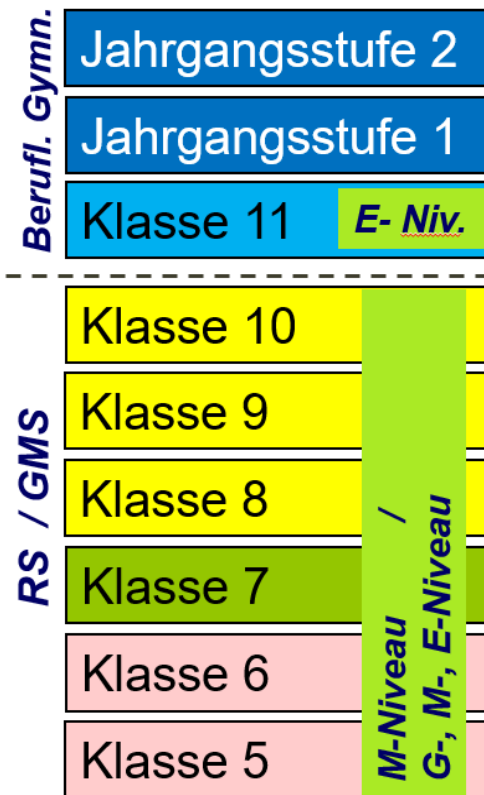 Berufl. Gymn.
Jahrgangsstufe 2
Jahrgangsstufe 1
Klasse 11
E- Niv.
RS / GMS
Klasse 10
Klasse 9
Klasse 8
Klasse 7
Klasse 6
Klasse 5
M-Niveau /
G-, M-, E-Niveau